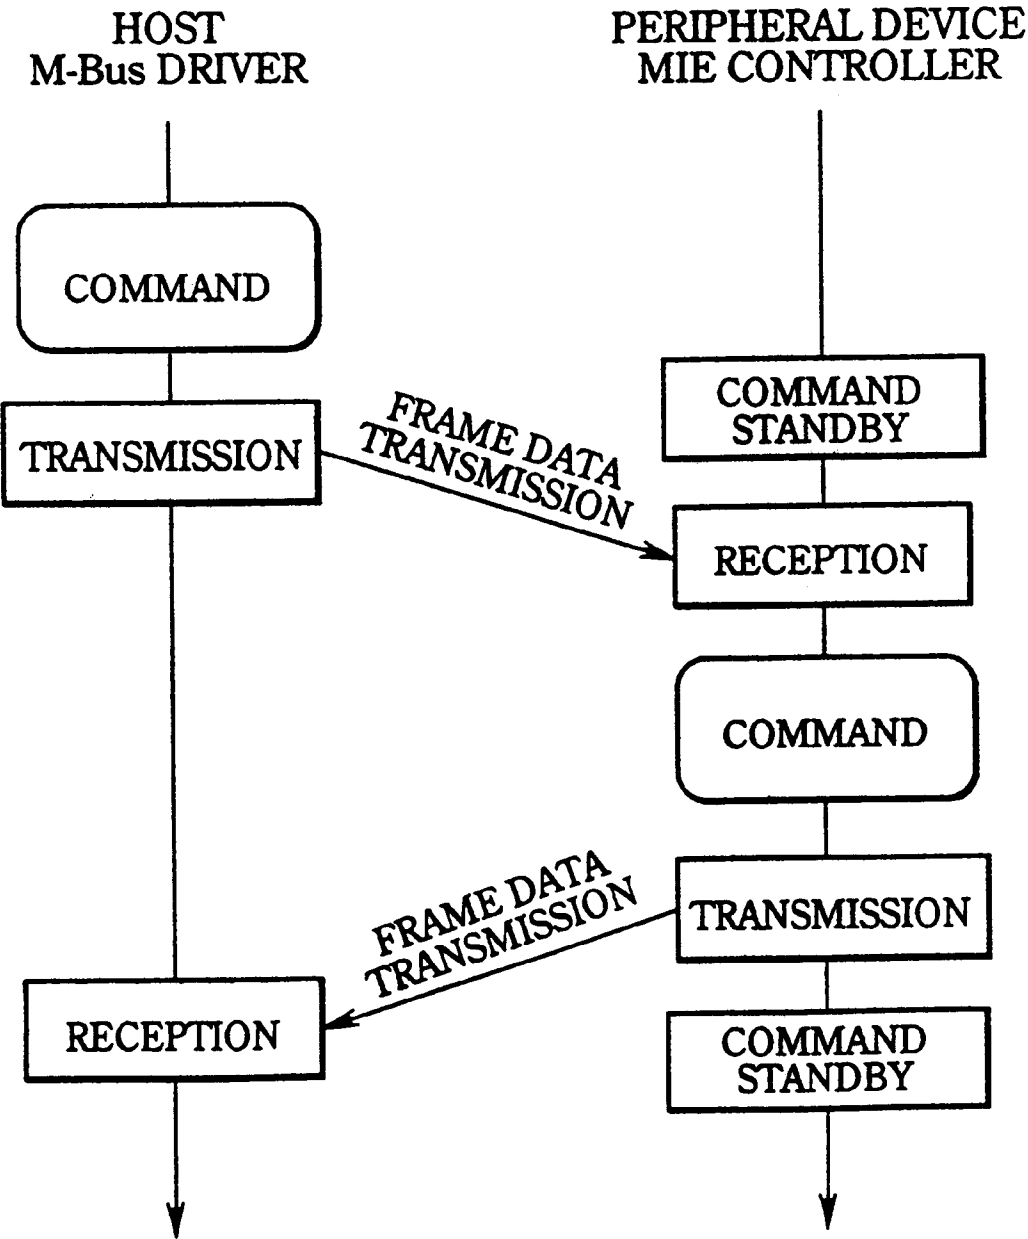 HOST
M-Bus DRIVER
PERIPHERAL DEVICE
MIE CONTROLLER
COMMAND
TRANSMISSION
FRAME DATA
TRANSMISSION
COMMAND
STANDBY
RECEPTION
COMMAND
TRANSMISSION
FRAME DATA
TRANSMISSION
RECEPTION
COMMAND
STANDBY